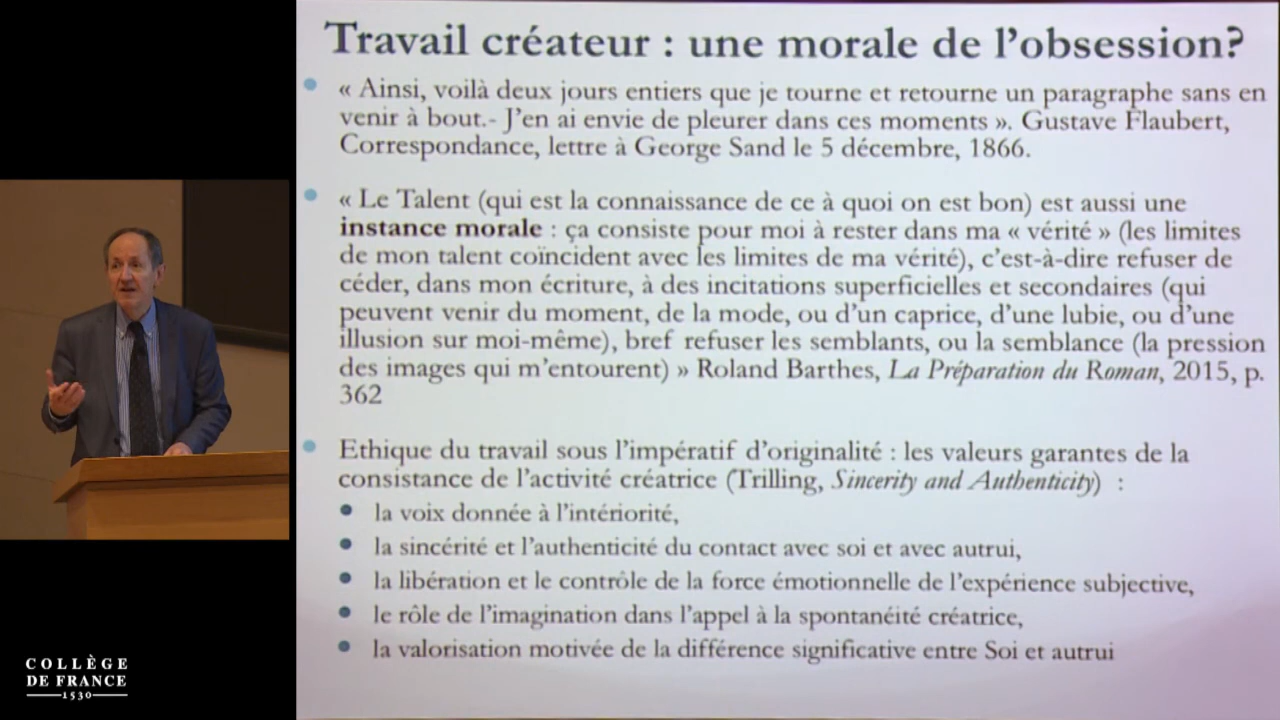 Travail créateur : une morale de l'obsession?
« Ainsi, voilà deux jours entiers que je tourne et retourne un paragraphe sans en
venir à bout.- J'en ai envie de pleurer dans ces moments ». Gustave Flaubert,
Correspondance, lettre à George Sand le 5 décembre, 1866.
« Le Talent (qui est la connaissance de ce à quoi on est bon) est aussi une
instance morale : ça consiste pour moi à rester dans ma « vérité » (les limites
de mon talent coïncident avec les limites de ma vérité), c'est-à-dire refuser de
céder, dans mon écriture, à des incitations superficielles et secondaires (qui
peuvent venir du moment, de la mode, ou d'un caprice, d'une lubie, ou d'une
illusion sur moi-même), bref refuser les semblants, ou la semblance (la pression
des images qui m'entourent) » Roland Barthes, La Préparation du Roman, 2015, p.
362
Ethique du travail sous l'impératif d'originalité : les valeurs garantes de la
consistance de l'activité créatrice (Trilling, Sincerity and Authenticity) :
la voix donnée à l'intériorité,
la sincérité et l'authenticité du contact avec soi et avec autrui,
la libération et le contrôle de la force émotionnelle de l'expérience subjective,
le rôle de l'imagination dans l'appel à la spontanéité créatrice,
la valorisation motivée de la différence significative entre Soi et autrui
COLLÈGE
DE FRANCE
1530